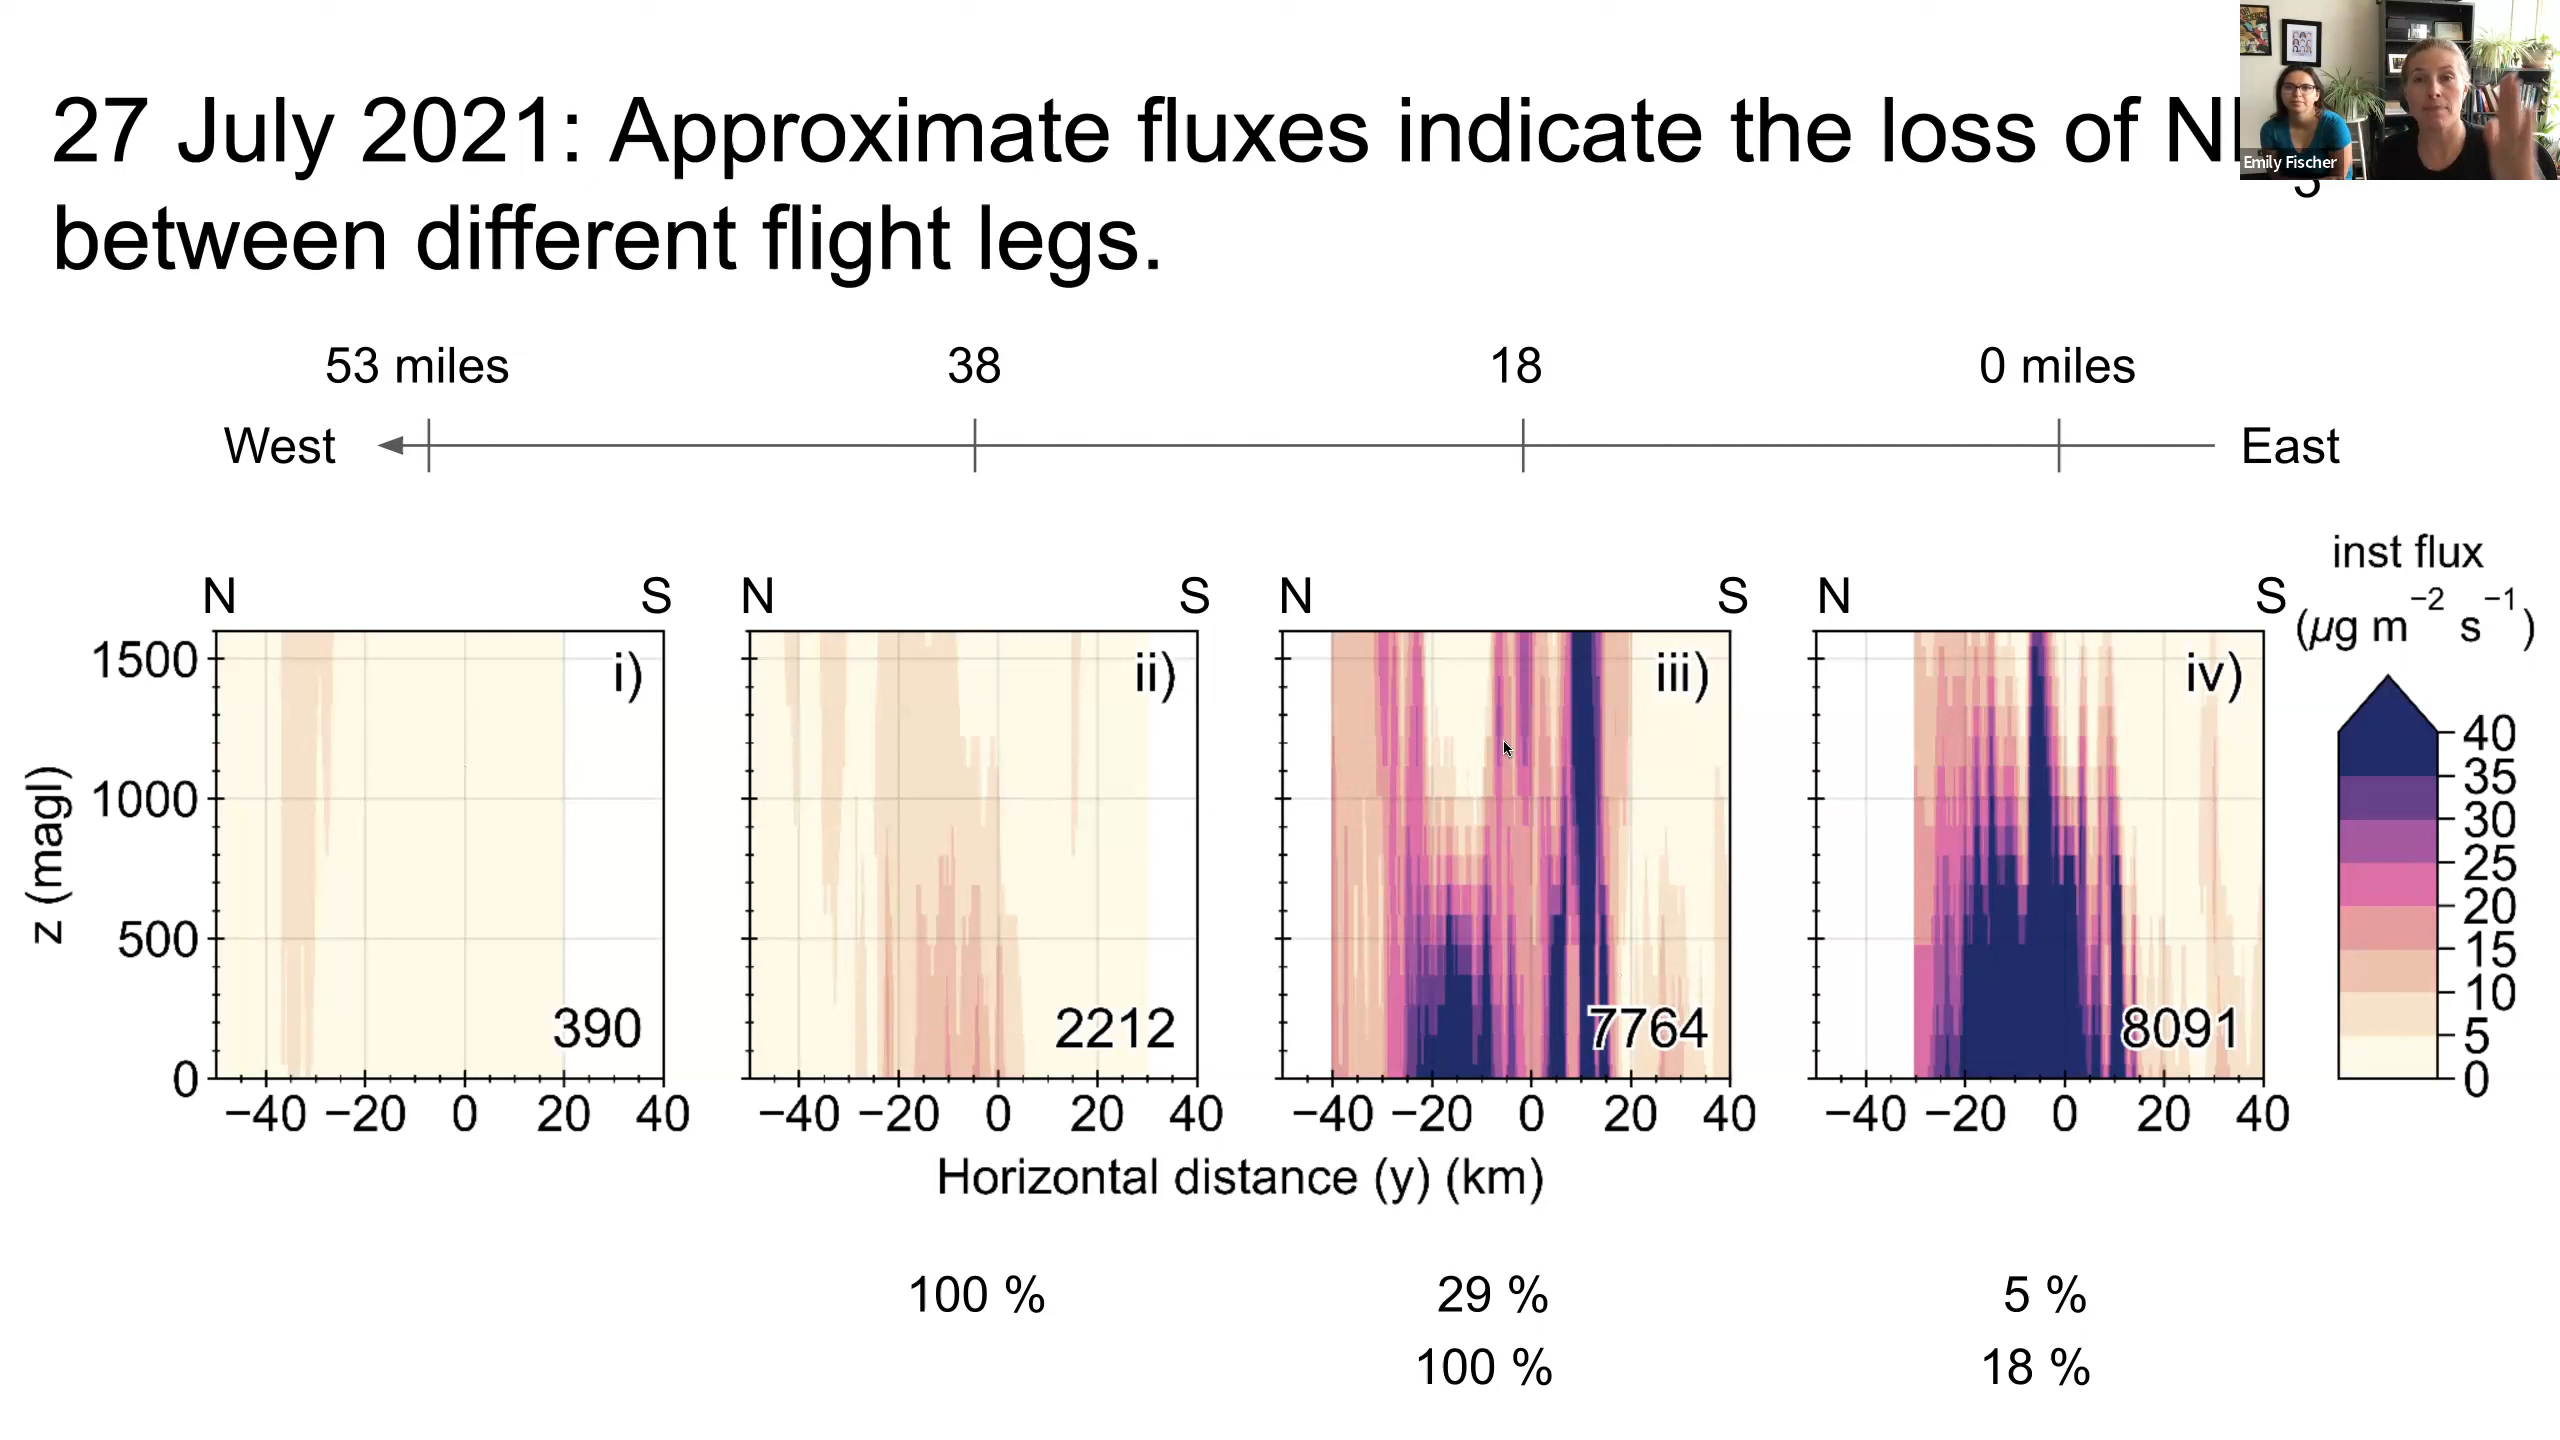 27 July 2021: Approximate fluxes indicate the loss of
between different flight legs.
Emily Fischer
53 miles 38 18 0 miles
West East
inst flux
(µg m⁻² s⁻¹)
N S N S N S N S
i) ii) iii) iv)
1500
1000
500
0
z (magl)
390 2212 7764 8091
40
35
30
25
20
15
10
5
0
−40 −20 0 20 40 −40 −20 0 20 40 −40 −20 0 20 40 −40 −20 0 20 40
Horizontal distance (y) (km)
100 % 29 % 5 %
100 % 18 %